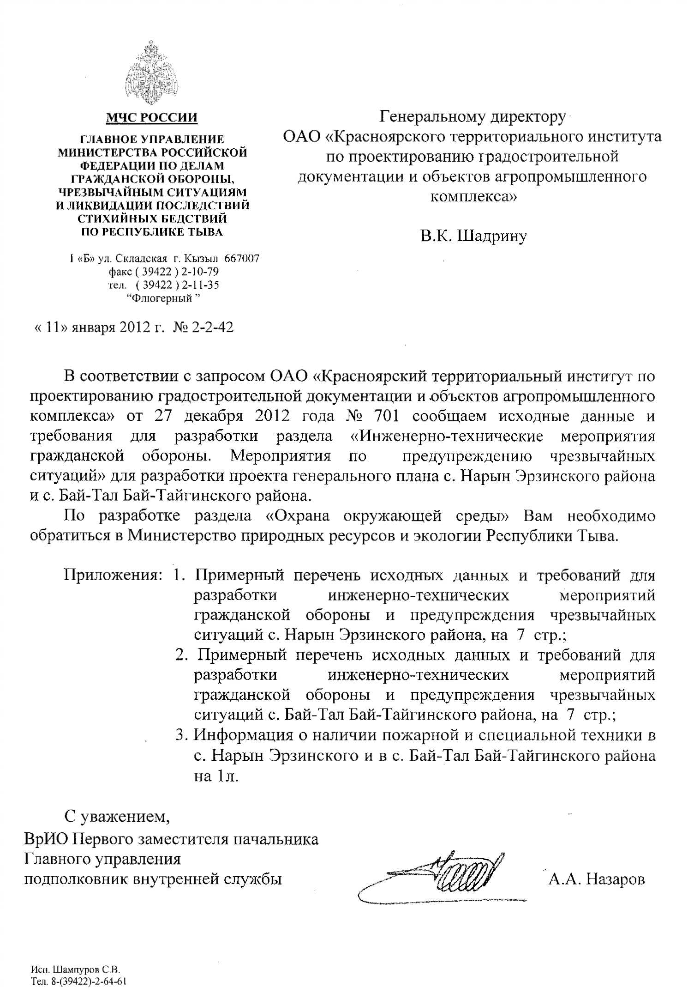 МЧС РОССИИ
ГЛАВНОЕ УПРАВЛЕНИЕ
МИНИСТЕРСТВА РОССИЙСКОЙ
ФЕДЕРАЦИИ ПО ДЕЛАМ
ГРАЖДАНСКОЙ ОБОРОНЫ,
ЧРЕЗВЫЧАЙНЫМ СИТУАЦИЯМ
И ЛИКВИДАЦИИ ПОСЛЕДСТВИЙ
СТИХИЙНЫХ БЕДСТВИЙ
ПО РЕСПУБЛИКЕ ТЫВА
1 «Б» ул. Складская г. Кызыл 667007
факс ( 39422 ) 2-10-79
тел. ( 39422 ) 2-11-35
“Флюгерный ”
« 11» января 2012 г. № 2-2-42
Генеральному директору
ОАО «Красноярского территориального института
по проектированию градостроительной
документации и объектов агропромышленного
комплекса»
В.К. Шадрину
В соответствии с запросом ОАО «Красноярский территориальный институт по
проектированию градостроительной документации и объектов агропромышленного
комплекса» от 27 декабря 2012 года № 701 сообщаем исходные данные и
требования для разработки раздела «Инженерно-технические мероприятия
гражданской обороны. Мероприятия по предупреждению чрезвычайных
ситуаций» для разработки проекта генерального плана с. Нарын Эрзинского района
и с. Бай-Тал Бай-Тайгинского района.
По разработке раздела «Охрана окружающей среды» Вам необходимо
обратиться в Министерство природных ресурсов и экологии Республики Тыва.
Приложения: 1. Примерный перечень исходных данных и требований для
разработки инженерно-технических мероприятий
гражданской обороны и предупреждения чрезвычайных
ситуаций с. Нарын Эрзинского района, на 7 стр.;
2. Примерный перечень исходных данных и требований для
разработки инженерно-технических мероприятий
гражданской обороны и предупреждения чрезвычайных
ситуаций с. Бай-Тал Бай-Тайгинского района, на 7 стр.;
3. Информация о наличии пожарной и специальной техники в
с. Нарын Эрзинского и в с. Бай-Тал Бай-Тайгинского района
на 1л.
С уважением,
ВрИО Первого заместителя начальника
Главного управления
подполковник внутренней службы А.А. Назаров
Исп. Шампуров С.В.
Тел. 8-(39422)-2-64-61